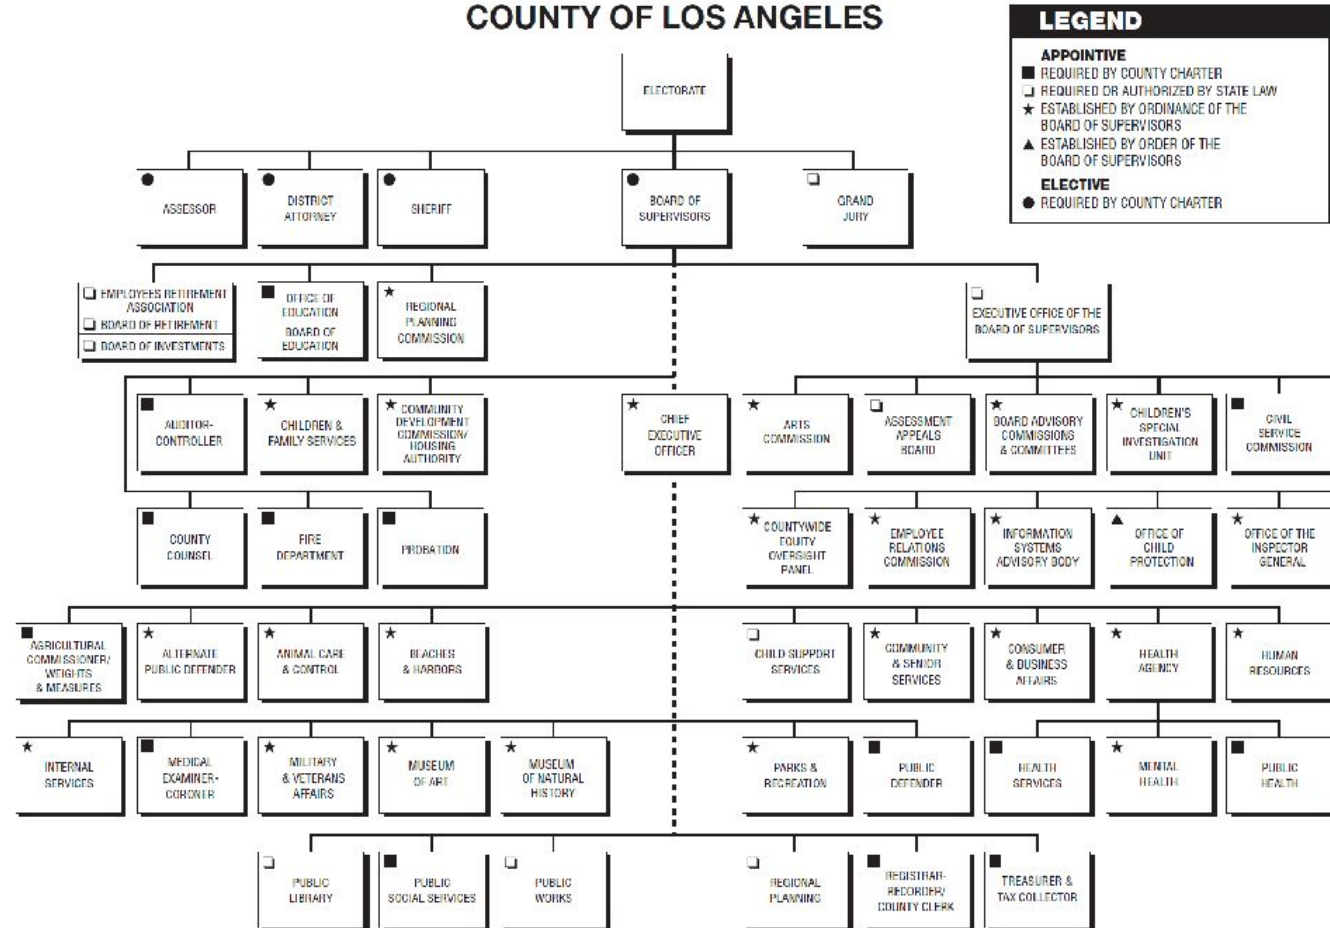 COUNTY OF LOS ANGELES
LEGEND
APPOINTIVE
REQUIRED BY COUNTY CHARTER
REQUIRED OR AUTHORIZED BY STATE LAW
ESTABLISHED BY ORDINANCE OF THE
BOARD OF SUPERVISORS
ESTABLISHED BY ORDER OF THE
BOARD OF SUPERVISORS
ELECTIVE
REQUIRED BY COUNTY CHARTER
ELECTORATE
ASSESSOR
DISTRICT
ATTORNEY
SHERIFF
BOARD OF
SUPERVISORS
GRAND
JURY
EMPLOYEES RETIREMENT
ASSOCIATION
BOARD OF RETIREMENT
BOARD OF INVESTMENTS
OFFICE OF
EDUCATION
BOARD OF
EDUCATION
REGIONAL
PLANNING
COMMISSION
EXECUTIVE OFFICE OF THE
BOARD OF SUPERVISORS
AUDITOR-
CONTROLLER
CHILDREN &
FAMILY SERVICES
COMMUNITY
DEVELOPMENT
COMMISSION/
HOUSING
AUTHORITY
CHIEF
EXECUTIVE
OFFICER
ARTS
COMMISSION
ASSESSMENT
APPEALS
BOARD
BOARD ADVISORY
COMMISSIONS
& COMMITTEES
CHILDREN'S
SPECIAL
INVESTIGATION
UNIT
CIVIL
SERVICE
COMMISSION
COUNTY
COUNSEL
FIRE
DEPARTMENT
PROBATION
COUNTYWIDE
EQUITY
OVERSIGHT
PANEL
EMPLOYEE
RELATIONS
COMMISSION
INFORMATION
SYSTEMS
ADVISORY BODY
OFFICE OF
CHILD
PROTECTION
OFFICE OF THE
INSPECTOR
GENERAL
AGRICULTURAL
COMMISSIONER/
WEIGHTS
& MEASURES
ALTERNATE
PUBLIC DEFENDER
ANIMAL CARE
& CONTROL
BEACHES
& HARBORS
CHILD SUPPORT
SERVICES
COMMUNITY
& SENIOR
SERVICES
CONSUMER
& BUSINESS
AFFAIRS
HEALTH
AGENCY
HUMAN
RESOURCES
INTERNAL
SERVICES
MEDICAL
EXAMINER-
CORONER
MILITARY
& VETERANS
AFFAIRS
MUSEUM
OF ART
MUSEUM
OF NATURAL
HISTORY
PARKS &
RECREATION
PUBLIC
DEFENDER
HEALTH
SERVICES
MENTAL
HEALTH
PUBLIC
HEALTH
PUBLIC
LIBRARY
PUBLIC
SOCIAL SERVICES
PUBLIC
WORKS
REGIONAL
PLANNING
REGISTRAR-
RECORDER/
COUNTY CLERK
TREASURER &
TAX COLLECTOR